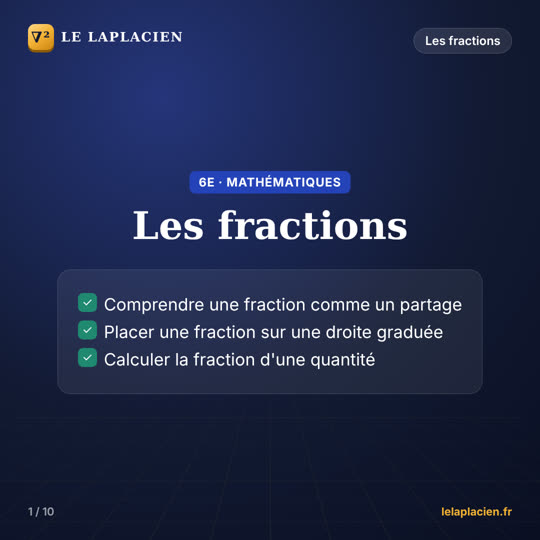 ∇² LE LAPLACIEN
Les fractions
6E · MATHÉMATIQUES
Les fractions
Comprendre une fraction comme un partage
Placer une fraction sur une droite graduée
Calculer la fraction d'une quantité
1 / 10
lelaplacien.fr